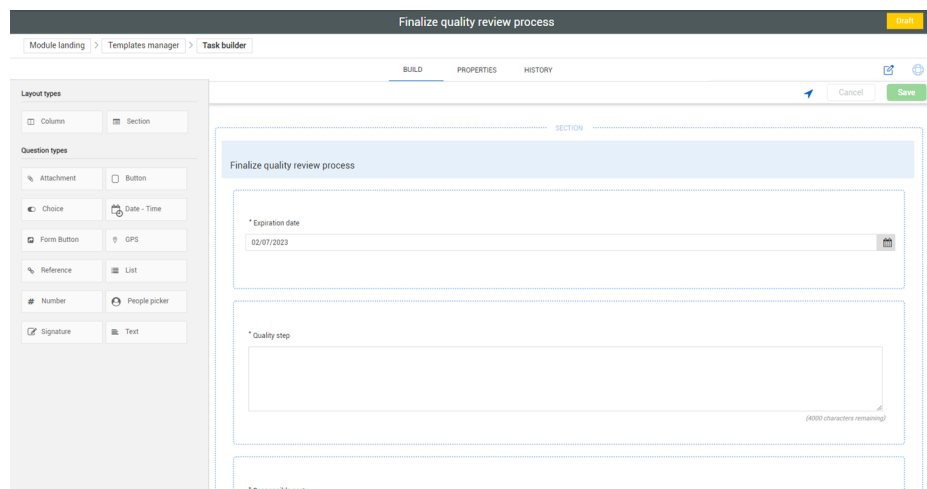 Finalize quality review process
Draft
Module landing > Templates manager > Task builder
BUILD PROPERTIES HISTORY
Cancel Save
Layout types
Column Section
Question types
Attachment Button
Choice Date - Time
Form Button GPS
Reference List
Number People picker
Signature Text
SECTION
Finalize quality review process
* Expiration date
02/07/2023
* Quality step
(4000 characters remaining)